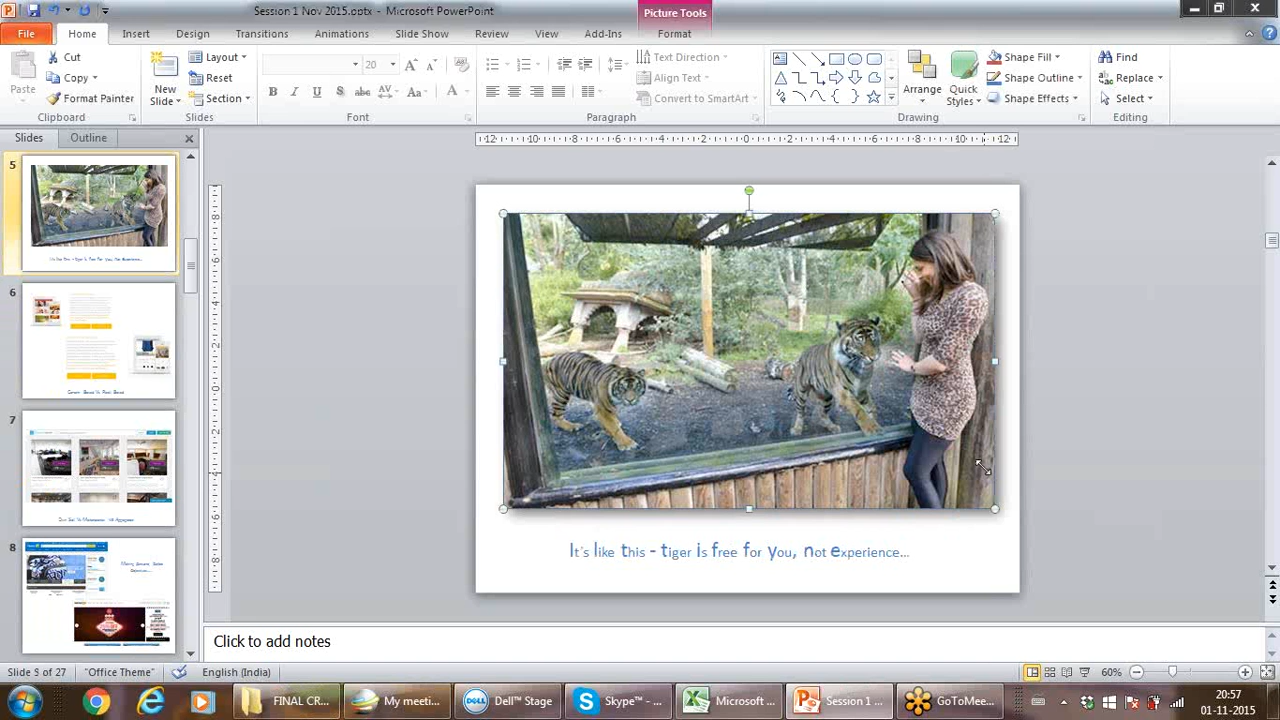 Session 1 Nov 2015.pptx - Microsoft PowerPoint
Picture Tools
File Home Insert Design Transitions Animations Slide Show Review View Add-Ins Format
Paste
Cut
Copy
Format Painter
Clipboard
New Slide
Layout
Reset
Section
Slides
20
Font
Text Direction
Align Text
Convert to SmartArt
Paragraph
Arrange
Quick Styles
Shape Fill
Shape Outline
Shape Effects
Drawing
Find
Replace
Select
Editing
Slides Outline
5
6
7
8
It's like this - tiger is free for you, not experience...
Click to add notes
Slide 5 of 27 "Office Theme" English (India) 60%
FINAL CR... My meeti... Dell™ Stage Skype™ - ... Microsoft ... Session 1 ... GoToMee...
20:57
01-11-2015